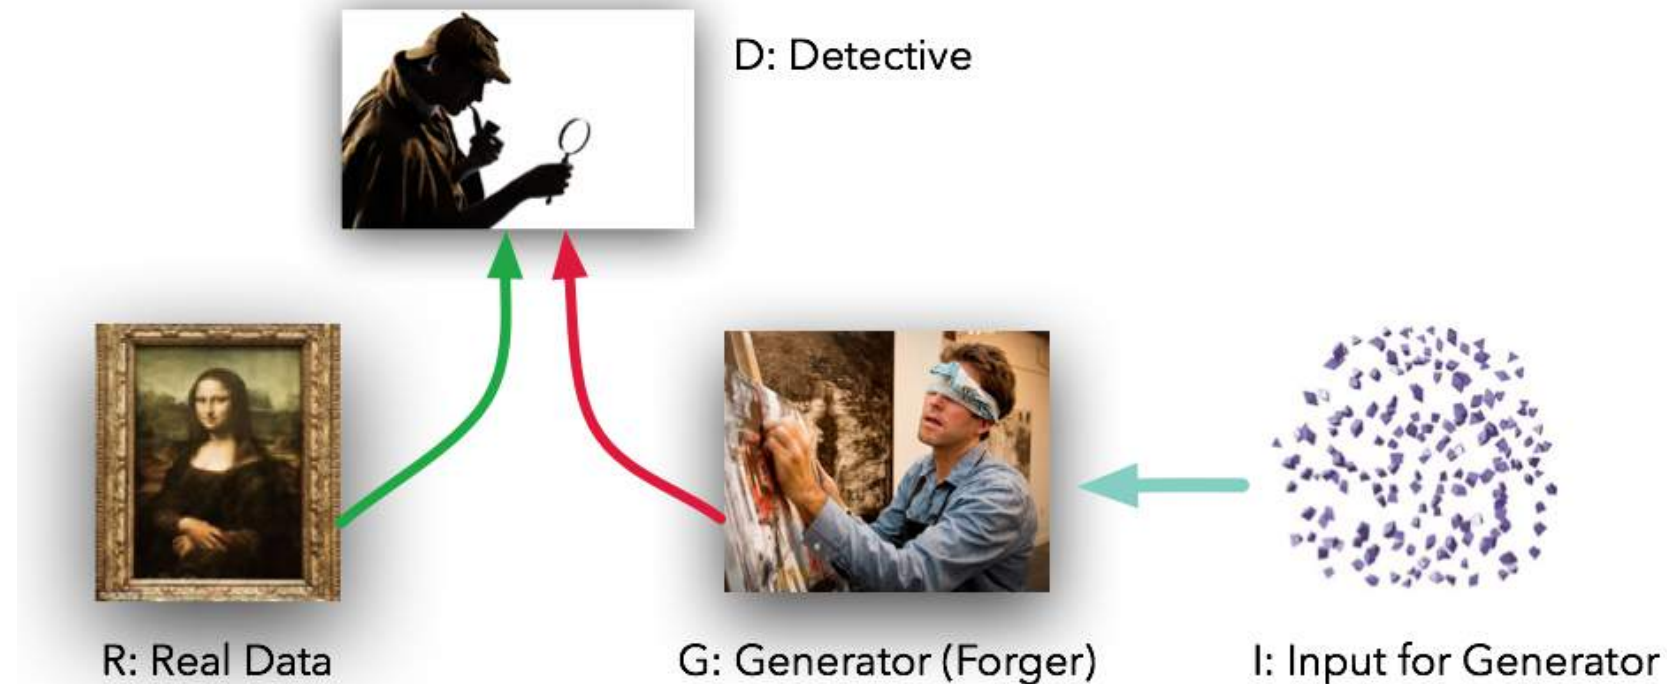 D: Detective
R: Real Data
G: Generator (Forger)
I: Input for Generator